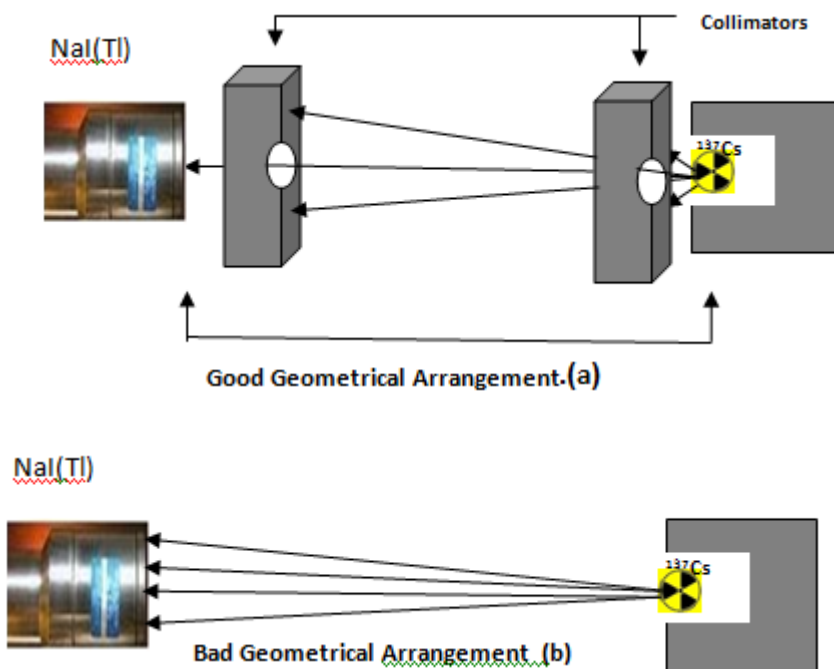 Collimators
NaI(Tl)
137Cs
Good Geometrical Arrangement.(a)
NaI(Tl)
137Cs
Bad Geometrical Arrangement (b)